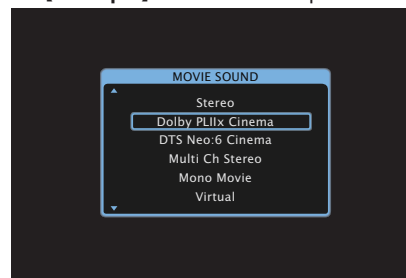 MOVIE SOUND
Stereo
Dolby PLIIx Cinema
DTS Neo:6 Cinema
Multi Ch Stereo
Mono Movie
Virtual